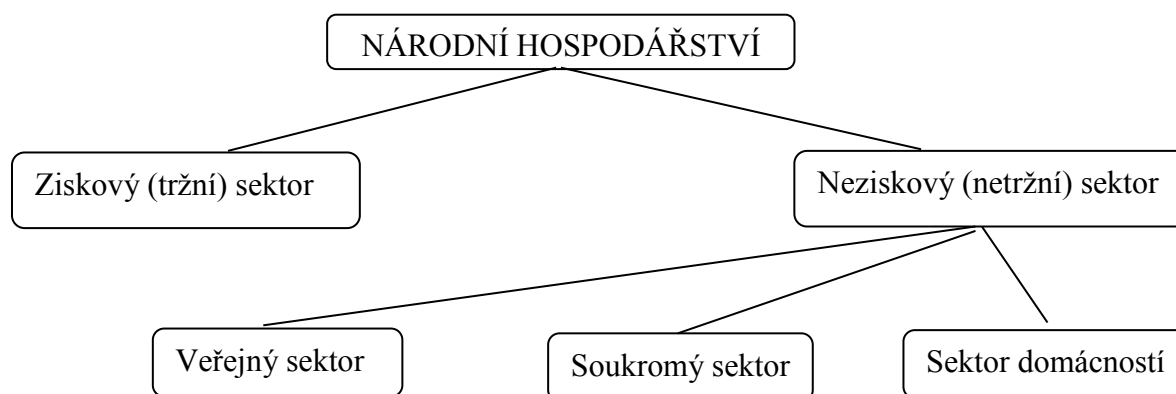 NÁRODNÍ HOSPODÁŘSTVÍ
Ziskový (tržní) sektor
Neziskový (netržní) sektor
Veřejný sektor
Soukromý sektor
Sektor domácností